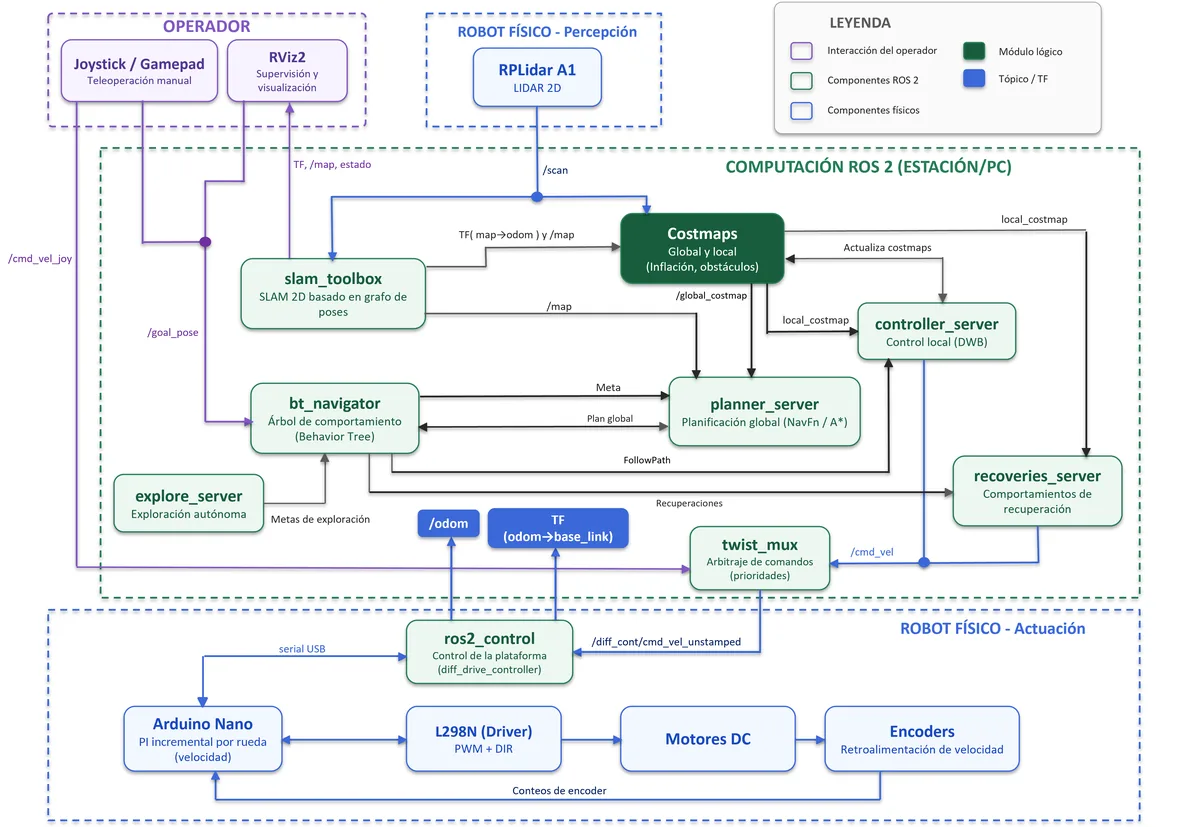 OPERADOR
Joystick / Gamepad
Teleoperación manual
RViz2
Supervisión y
visualización
ROBOT FÍSICO - Percepción
RPLidar A1
LIDAR 2D
LEYENDA
Interacción del operador
Componentes ROS 2
Componentes físicos
Módulo lógico
Tópico / TF
COMPUTACIÓN ROS 2 (ESTACIÓN/PC)
TF, /map, estado
/scan
/cmd_vel_joy
/goal_pose
TF( map→odom ) y /map
Costmaps
Global y local
(Inflación, obstáculos)
local_costmap
Actualiza costmaps
slam_toolbox
SLAM 2D basado en grafo de
poses
/map
/global_costmap
local_costmap
controller_server
Control local (DWB)
bt_navigator
Árbol de comportamiento
(Behavior Tree)
Meta
Plan global
planner_server
Planificación global (NavFn / A*)
FollowPath
explore_server
Exploración autónoma
Metas de exploración
Recuperaciones
recoveries_server
Comportamientos de
recuperación
/odom
TF
(odom→base_link)
twist_mux
Arbitraje de comandos
(prioridades)
/cmd_vel
ROBOT FÍSICO - Actuación
ros2_control
Control de la plataforma
(diff_drive_controller)
/diff_cont/cmd_vel_unstamped
serial USB
Arduino Nano
PI incremental por rueda
(velocidad)
L298N (Driver)
PWM + DIR
Motores DC
Encoders
Retroalimentación de velocidad
Conteos de encoder